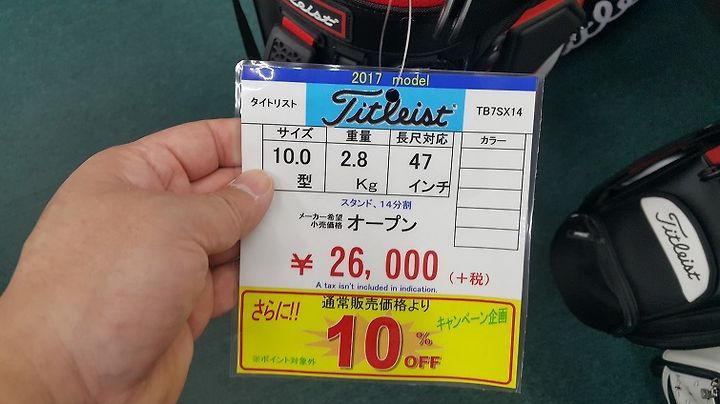 Titleist
2017 model
タイトリスト
Titleist
TB7SX14
サイズ 重量 長尺対応 カラー
10.0型 2.8Kg 47インチ
スタンド、14分割
メーカー希望小売価格 オープン
¥ 26,000 (+税)
A tax isn't included in indication.
さらに!! 通常販売価格より キャンペーン企画
10%OFF
※ポイント対象外
Titleist